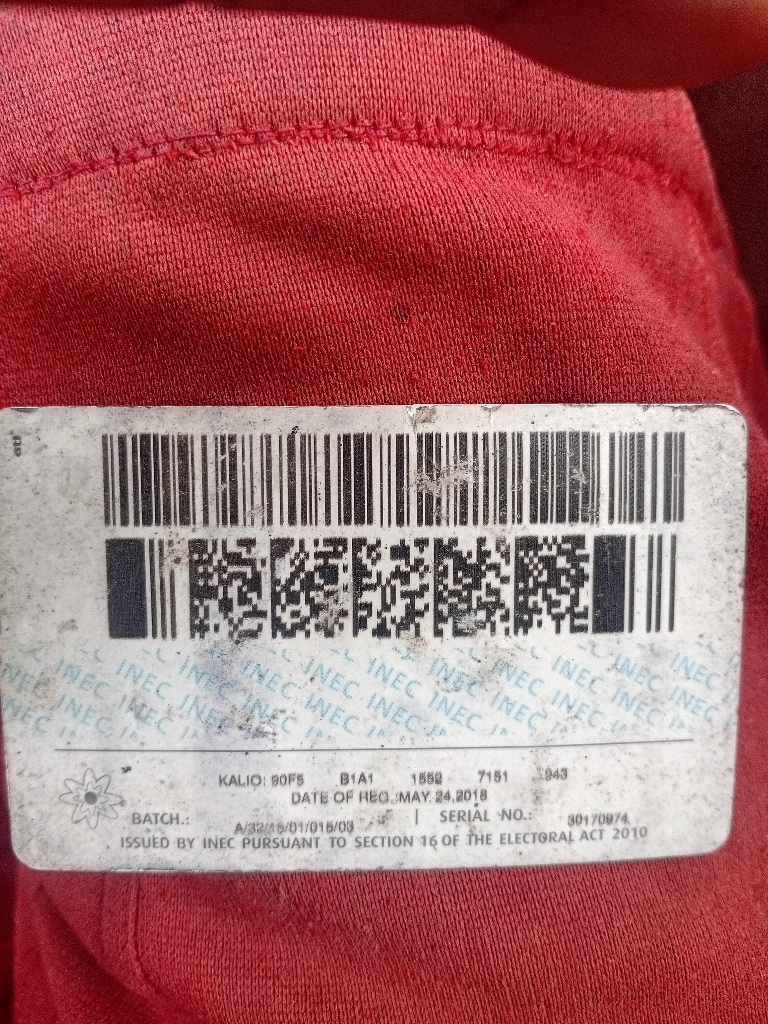 INEC INEC INEC INEC INEC INEC
KALIO: 90F5 B1A1 1552 7151 943
DATE OF REG.:MAY 24,2018
BATCH.: | SERIAL NO.: 30170974
ISSUED BY INEC PURSUANT TO SECTION 16 OF THE ELECTORAL ACT 2010